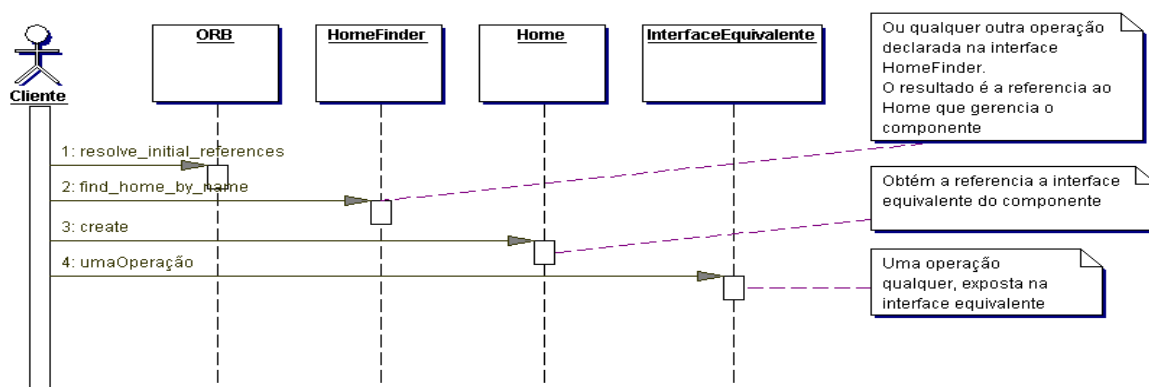 Cliente
ORB
HomeFinder
Home
InterfaceEquivalente
1: resolve_initial_references
2: find_home_by_name
3: create
4: umaOperação
Ou qualquer outra operação
declarada na interface
HomeFinder.
O resultado é a referencia ao
Home que gerencia o
componente
Obtém a referencia a interface
equivalente do componente
Uma operação
qualquer, exposta na
interface equivalente